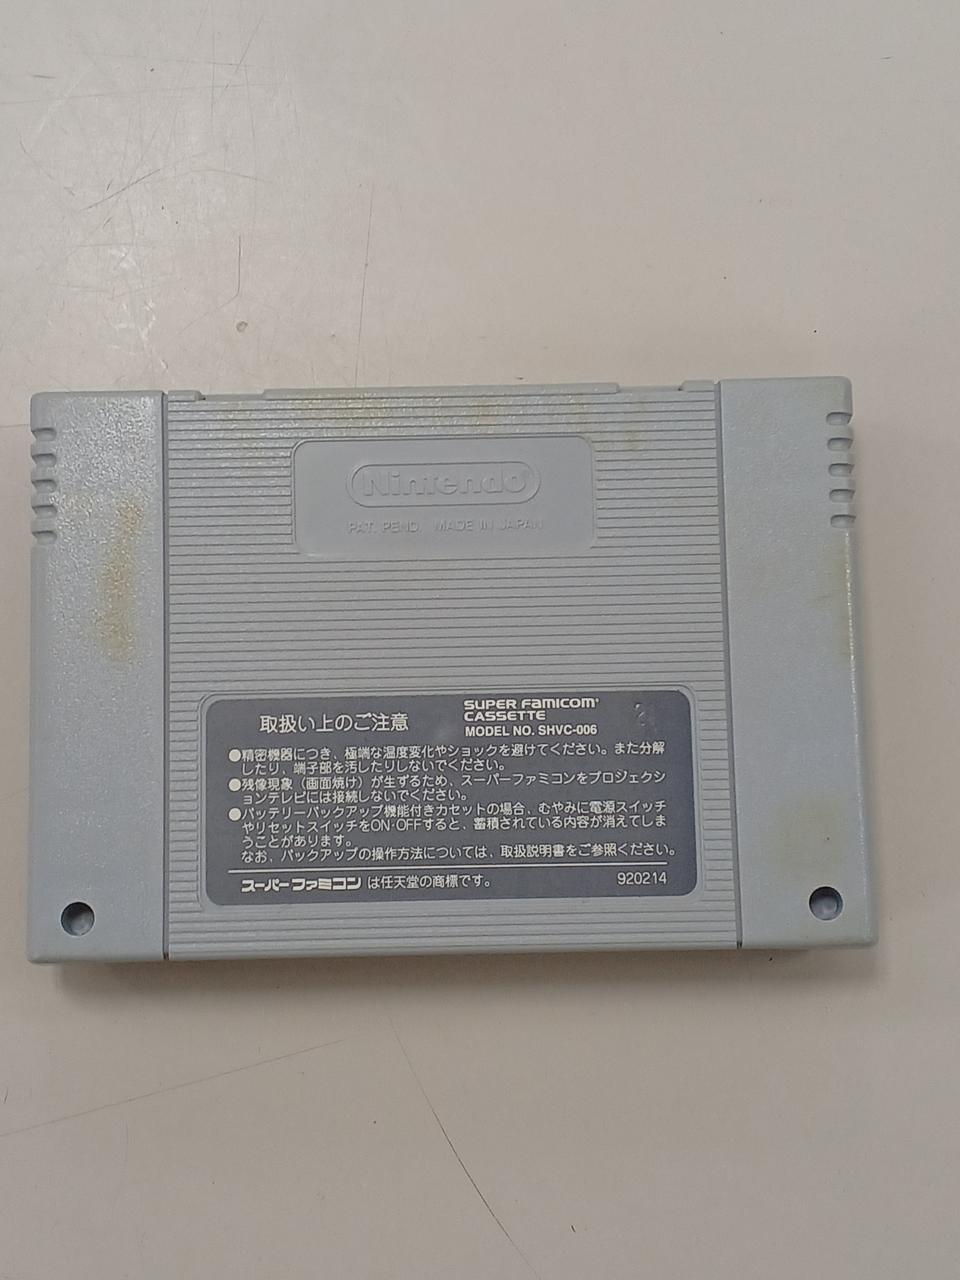 Nintendo
PAT. PEND. MADE IN JAPAN
取扱い上のご注意
SUPER FAMICOM
CASSETTE
MODEL NO. SHVC-006
●精密機器につき、極端な温度変化やショックを避けてください。また分解
したり、端子部を汚したりしないでください。
●残像現象（画面焼け）が生ずるため、スーパーファミコンをプロジェクシ
ョンテレビには接続しないでください。
●バッテリーバックアップ機能付きカセットの場合、むやみに電源スイッチ
やリセットスイッチをON･OFFすると、蓄積されている内容が消えてしま
うことがあります。
なお、バックアップの操作方法については、取扱説明書をご参照ください。
スーパーファミコン は任天堂の商標です。
920214